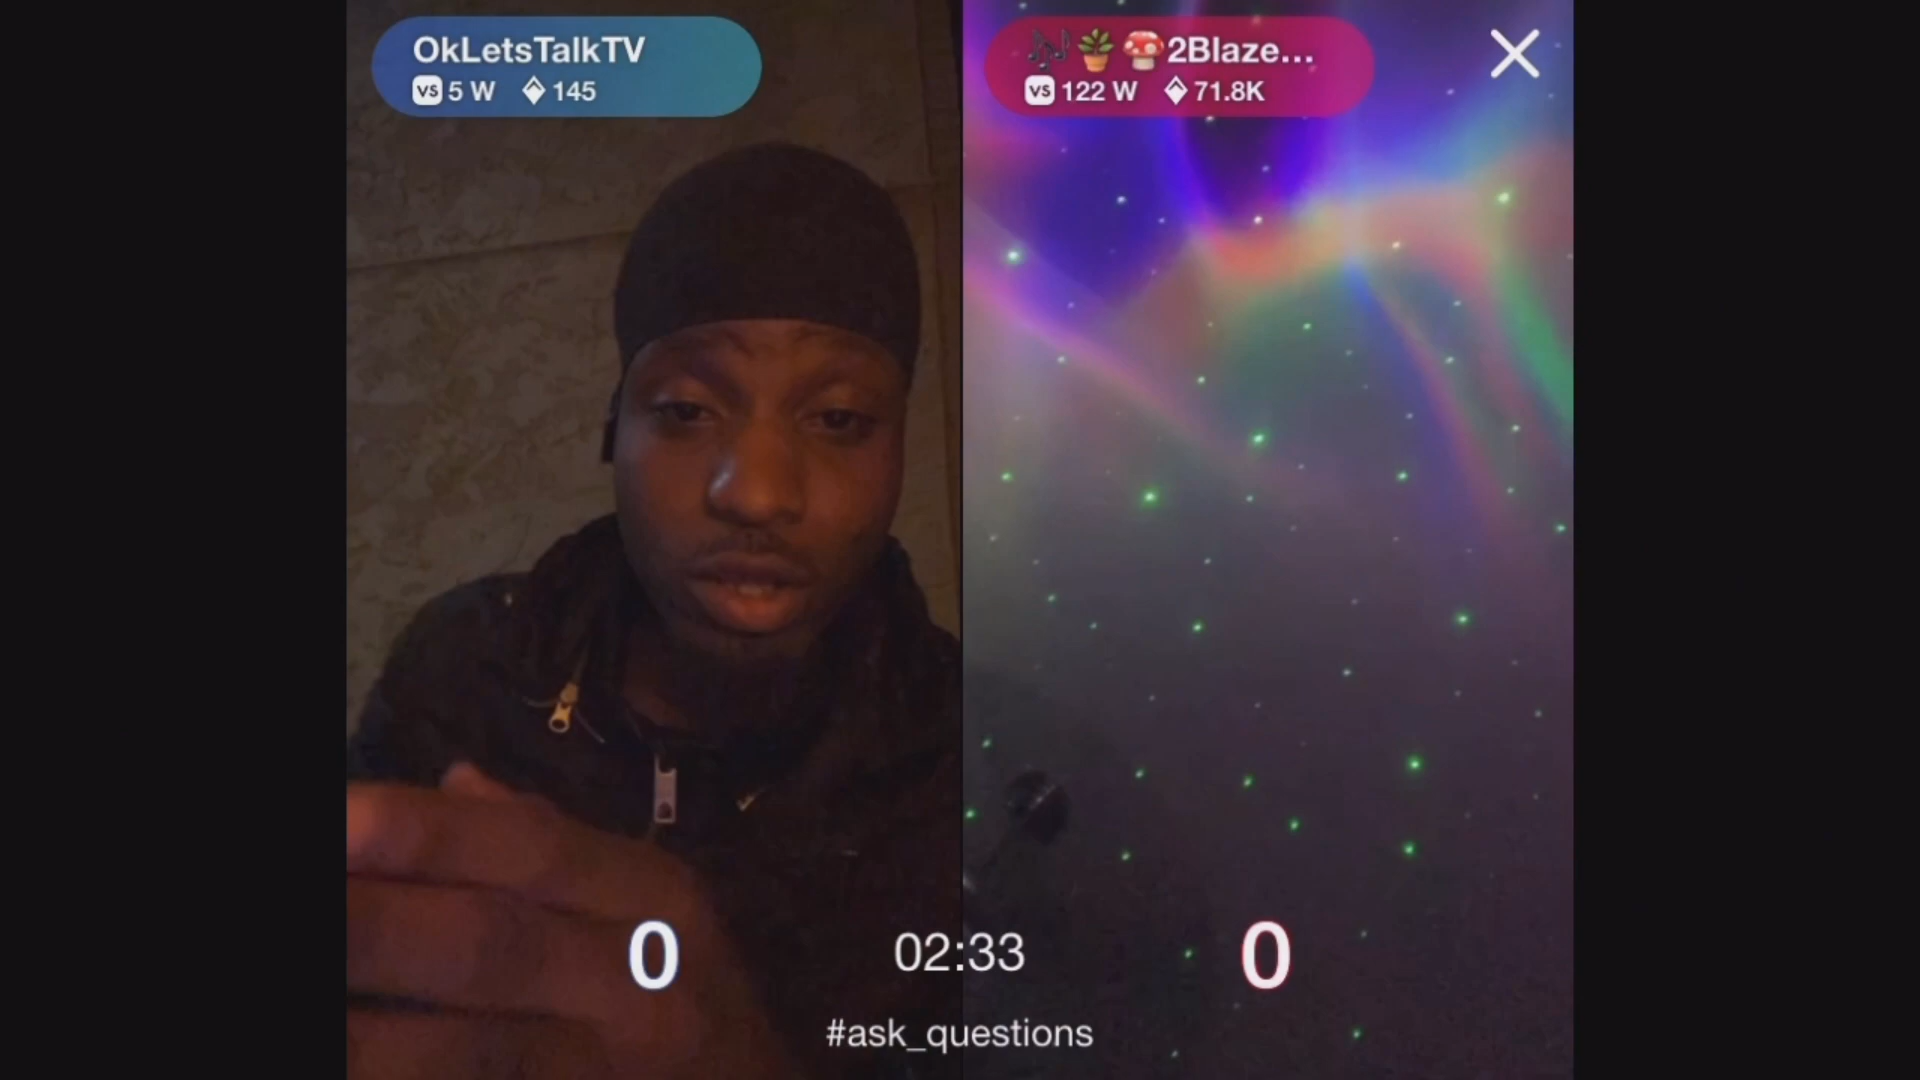 OkLetsTalkTV
VS 5 W 145
🎶🪴🍄2Blaze...
VS 122 W 71.8K
0
02:33
0
#ask_questions